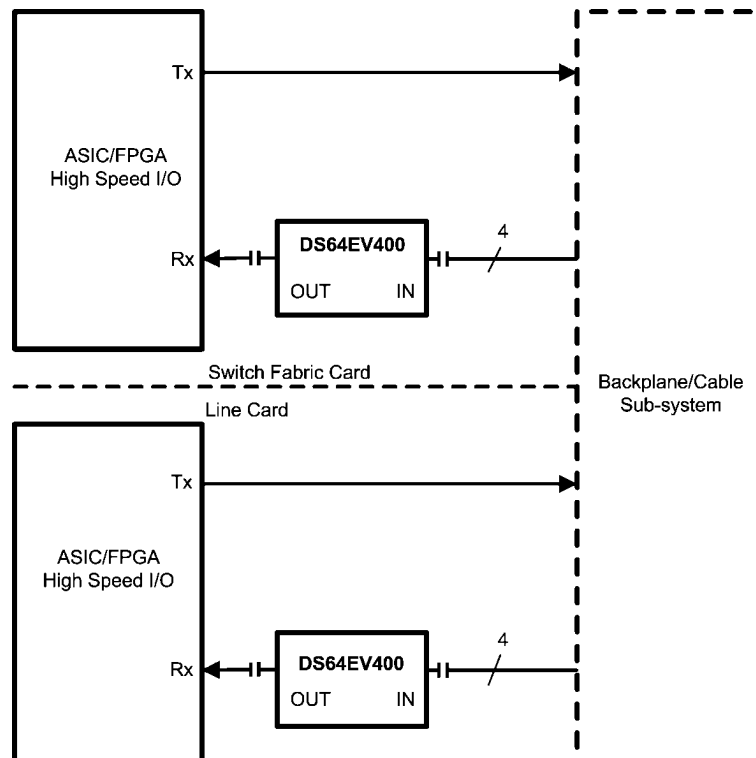 Tx
ASIC/FPGA
High Speed I/O
4
DS64EV400
Rx
OUT IN
Switch Fabric Card
Backplane/Cable
Sub-system
Line Card
Tx
ASIC/FPGA
High Speed I/O
4
DS64EV400
Rx
OUT IN